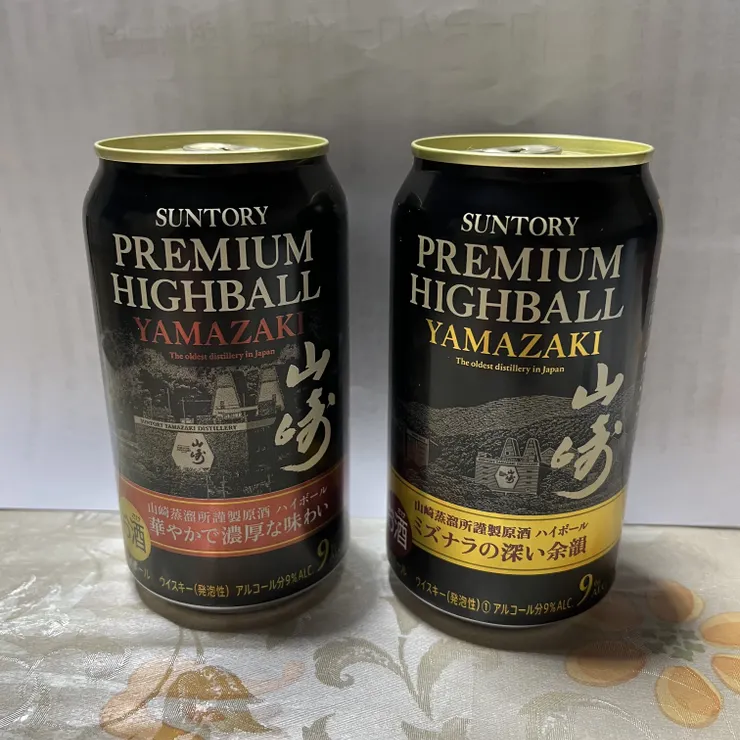 SUNTORY
PREMIUM
HIGHBALL
YAMAZAKI
The oldest distillery in Japan
山崎
SUNTORY YAMAZAKI DISTILLERY
山崎
山崎蒸溜所謹製原酒 ハイボール
華やかで濃厚な味わい
お酒
ウイスキー(発泡性) アルコール分9%ALC.
9%
SUNTORY
PREMIUM
HIGHBALL
YAMAZAKI
The oldest distillery in Japan
山崎
山崎
山崎蒸溜所謹製原酒 ハイボール
ミズナラの深い余韻
酒
ウイスキー(発泡性)① アルコール分9%ALC.
9%